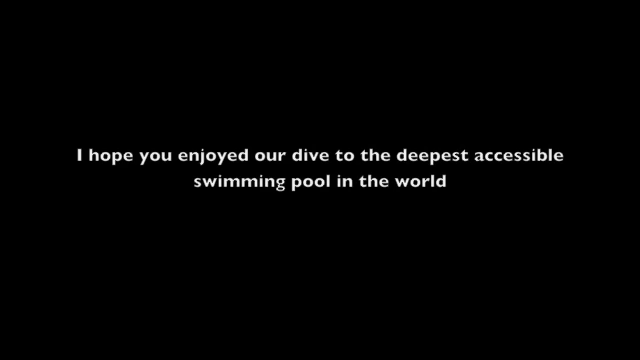 I hope you enjoyed our dive to the deepest accessible
swimming pool in the world